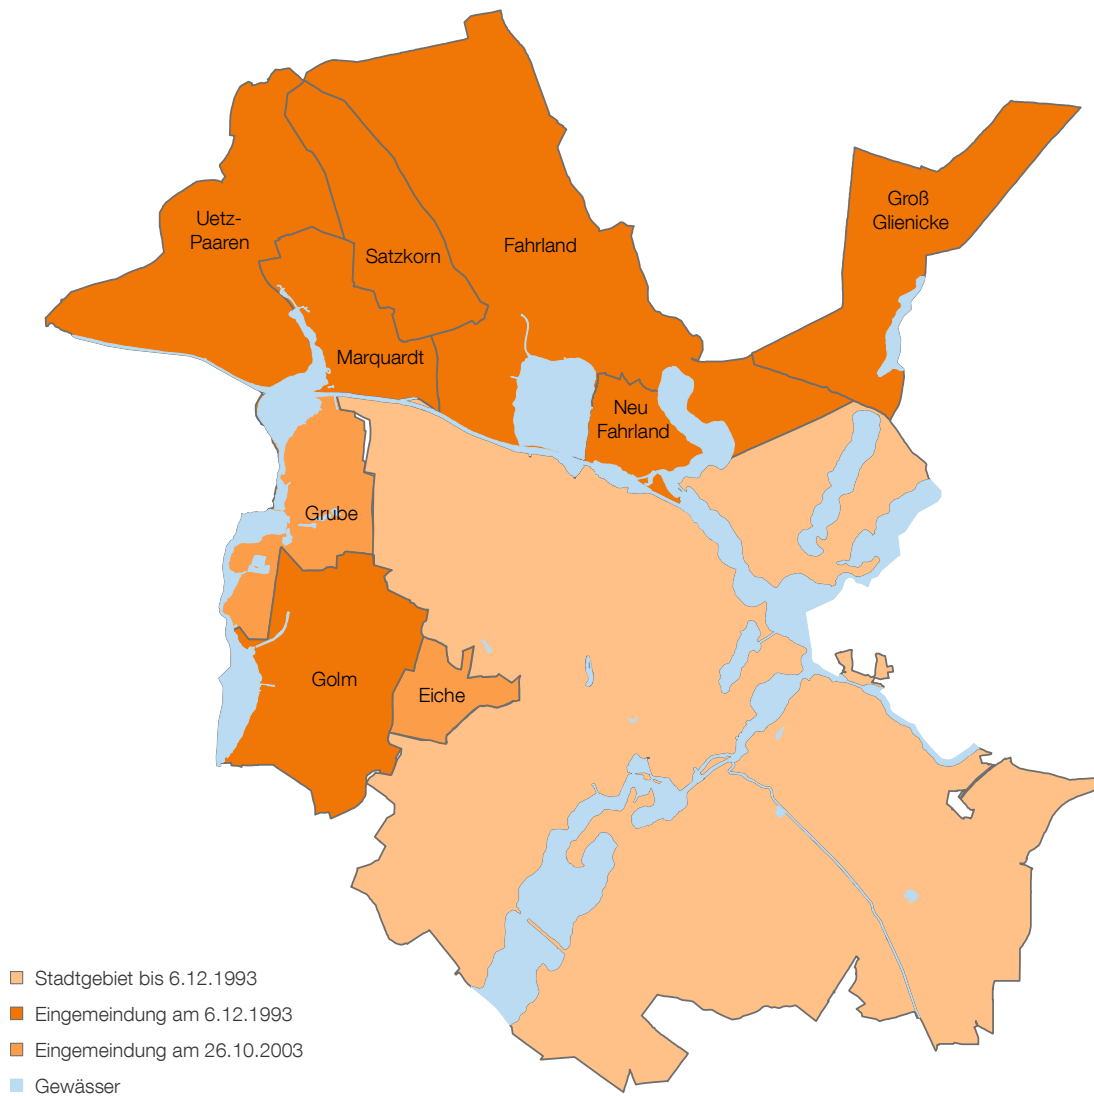 Groß
Glienicke
Uetz-
Paaren
Fahrland
Satzkorn
Marquardt
Neu
Fahrland
Grube
Golm
Eiche
Stadtgebiet bis 6.12.1993
Eingemeindung am 6.12.1993
Eingemeindung am 26.10.2003
Gewässer